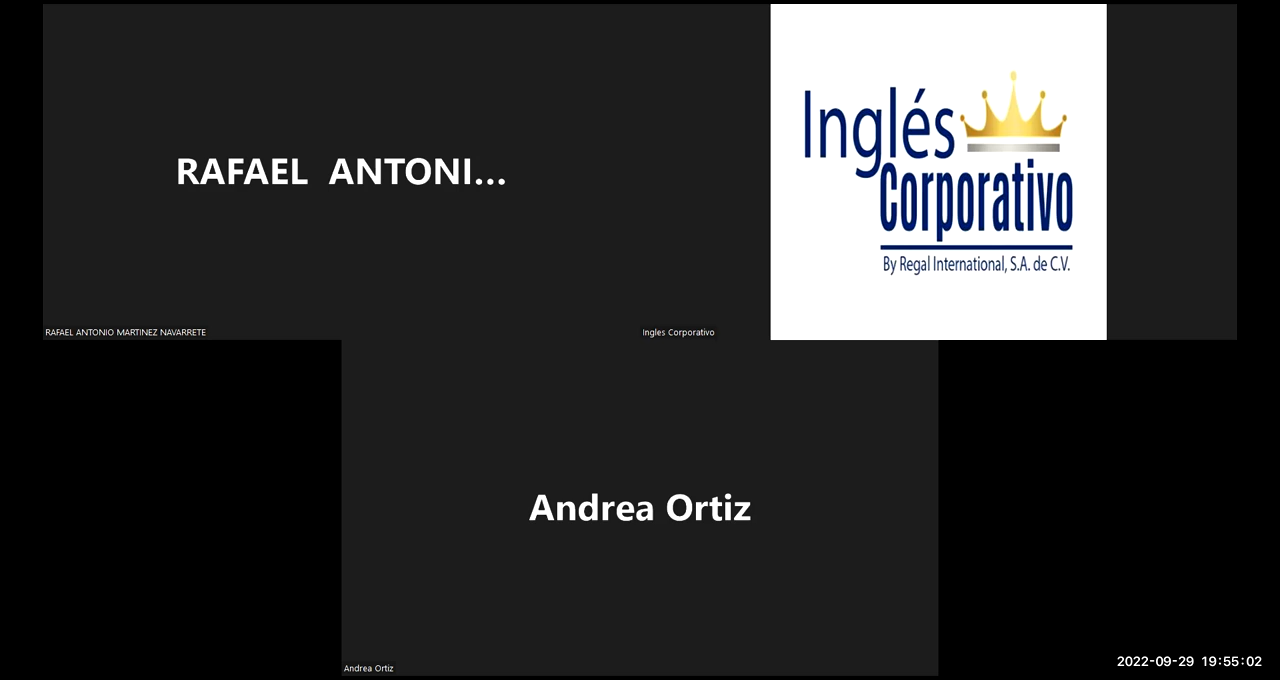 RAFAEL ANTONI...
RAFAEL ANTONIO MARTINEZ NAVARRETE
Inglés
Corporativo
By Regal International, S.A. de C.V.
Ingles Corporativo
Andrea Ortiz
Andrea Ortiz
2022-09-29 19:55:02